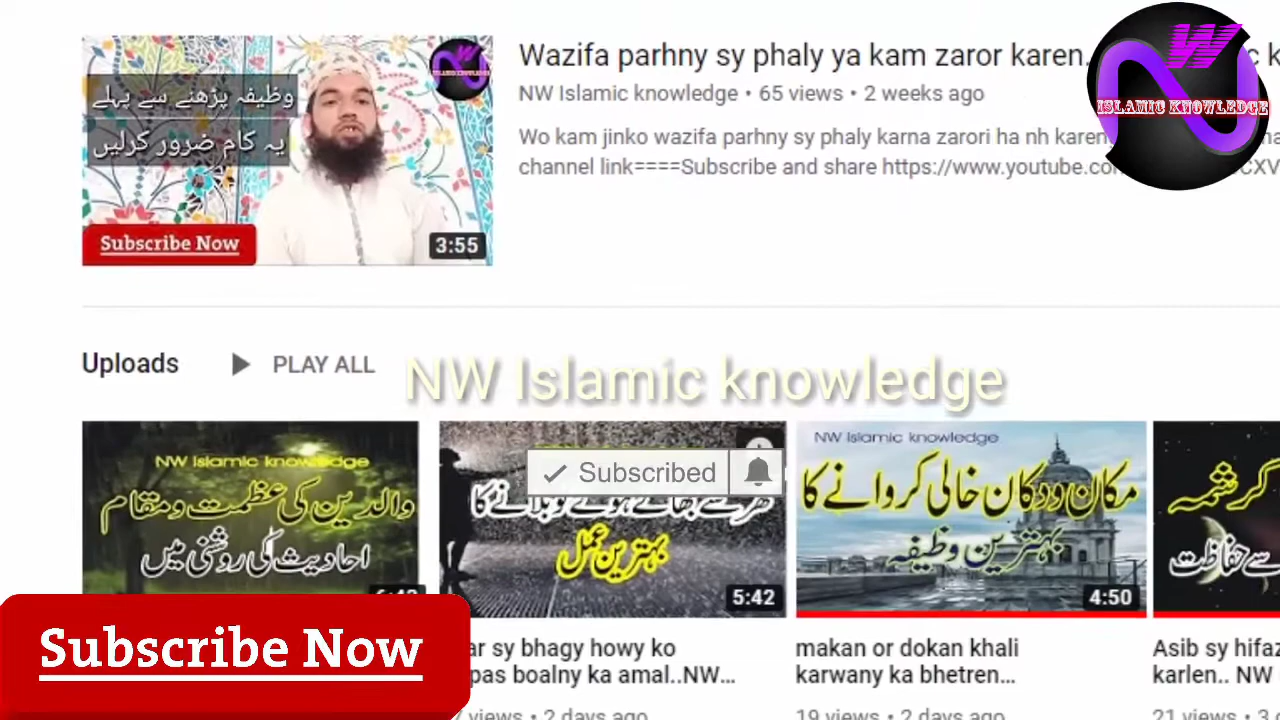 وظیفہ پڑھنے سے پہلے
یہ کام ضرور کرلیں
Subscribe Now
3:55
Wazifa parhny sy phaly ya kam zaror karen.
NW Islamic knowledge • 65 views • 2 weeks ago
Wo kam jinko wazifa parhny sy phaly karna zarori ha nh karen
channel link====Subscribe and share https://www.youtube.co
NW
ISLAMIC KNOWLEDGE
Uploads
PLAY ALL
NW Islamic knowledge
Subscribed
NW Islamic knowledge
والدین کی عظمت و مقام
احادیث کی روشنی میں
بہترین عمل
5:42
NW Islamic knowledge
مکان ودکان خالی کروانے کا
بہترین وظیفہ
4:50
کرشمہ
سے حفاظت
Subscribe Now
sy bhagy howy ko
boalny ka amal..NW...
views • 2 days ago
makan or dokan khali
karwany ka bhetren...
19 views • 2 days ago
Asib sy hifaz
karlen.. NW
21 views • 3